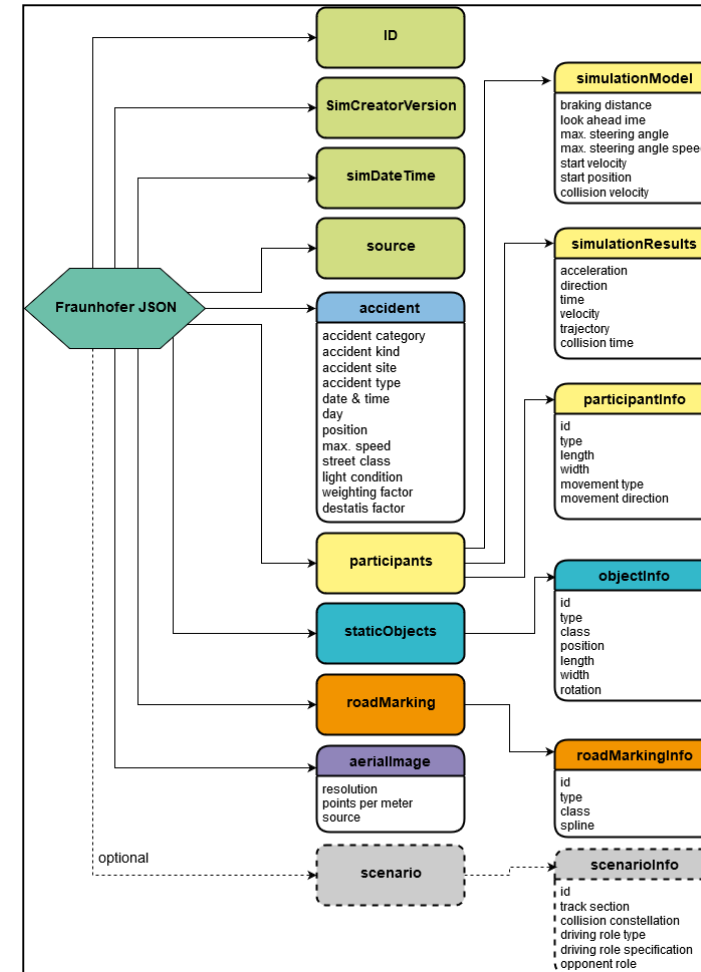 ID
SimCreatorVersion
simDateTime
source
Fraunhofer JSON
accident
accident category
accident kind
accident site
accident type
date & time
day
position
max. speed
street class
light condition
weighting factor
destatis factor
participants
staticObjects
roadMarking
aerialImage
resolution
points per meter
source
optional
scenario
simulationModel
braking distance
look ahead ime
max. steering angle
max. steering angle speed
start velocity
start position
collision velocity
simulationResults
acceleration
direction
time
velocity
trajectory
collision time
participantInfo
id
type
length
width
movement type
movement direction
objectInfo
id
type
class
position
length
width
rotation
roadMarkingInfo
id
type
class
spline
scenarioInfo
id
track section
collision constellation
driving role type
driving role specification
opponent role